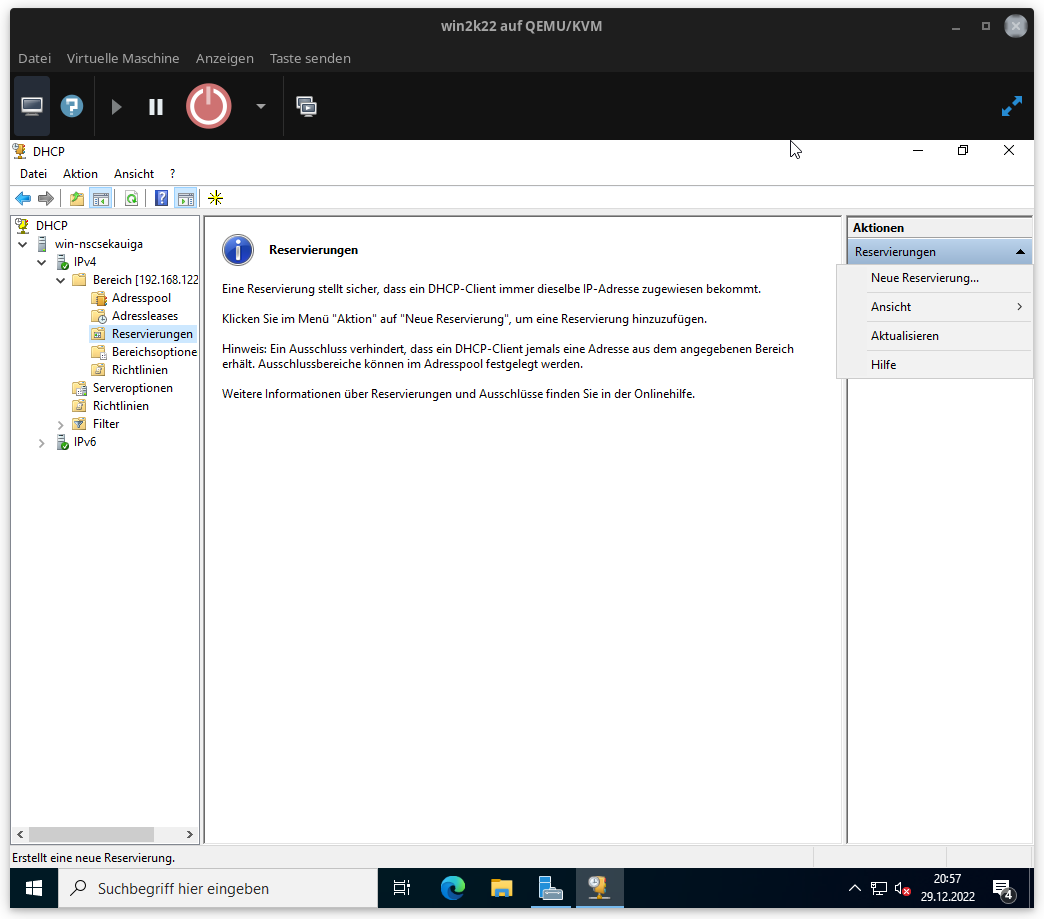 win2k22 auf QEMU/KVM
Datei Virtuelle Maschine Anzeigen Taste senden
DHCP
Datei Aktion Ansicht ?
DHCP
win-nscsekauiga
IPv4
Bereich [192.168.122
Adresspool
Adressleases
Reservierungen
Bereichsoptione
Richtlinien
Serveroptionen
Richtlinien
Filter
IPv6
Reservierungen
Eine Reservierung stellt sicher, dass ein DHCP-Client immer dieselbe IP-Adresse zugewiesen bekommt.
Klicken Sie im Menü "Aktion" auf "Neue Reservierung", um eine Reservierung hinzuzufügen.
Hinweis: Ein Ausschluss verhindert, dass ein DHCP-Client jemals eine Adresse aus dem angegebenen Bereich
erhält. Ausschlussbereiche können im Adresspool festgelegt werden.
Weitere Informationen über Reservierungen und Ausschlüsse finden Sie in der Onlinehilfe.
Aktionen
Reservierungen
Neue Reservierung...
Ansicht
Aktualisieren
Hilfe
Erstellt eine neue Reservierung.
Suchbegriff hier eingeben
20:57
29.12.2022
4